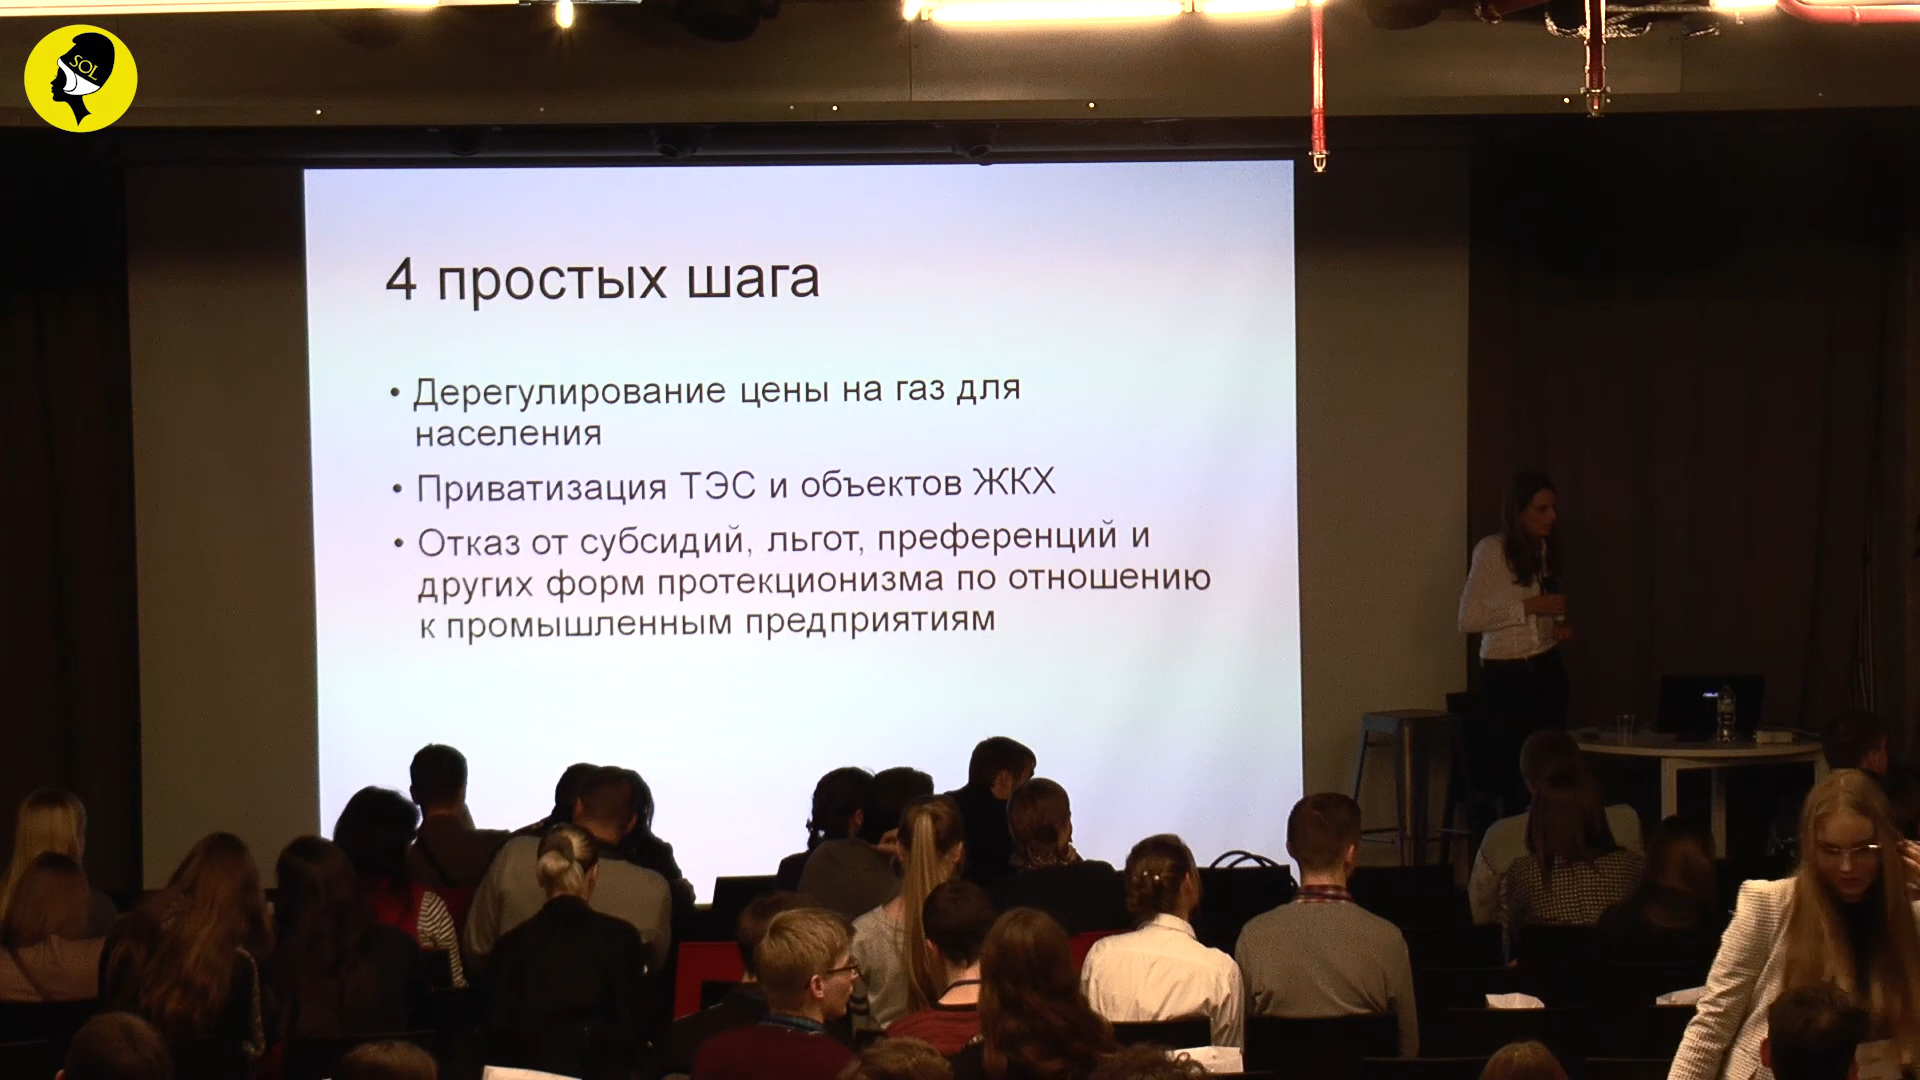 SOL
4 простых шага
• Дерегулирование цены на газ для
населения
• Приватизация ТЭС и объектов ЖКХ
• Отказ от субсидий, льгот, преференций и
других форм протекционизма по отношению
к промышленным предприятиям